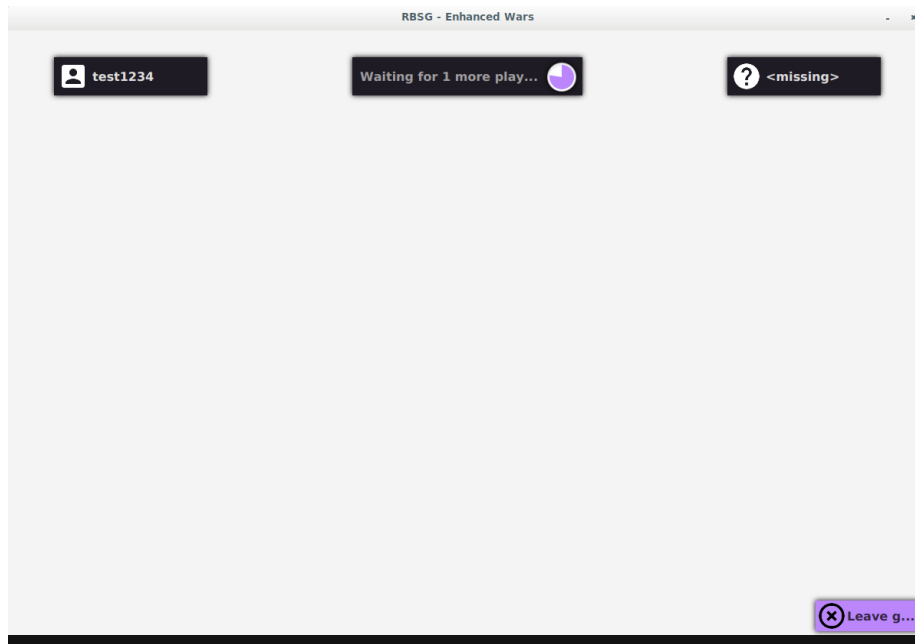 RBSG - Enhanced Wars
test1234
Waiting for 1 more play...
<missing>
Leave g...